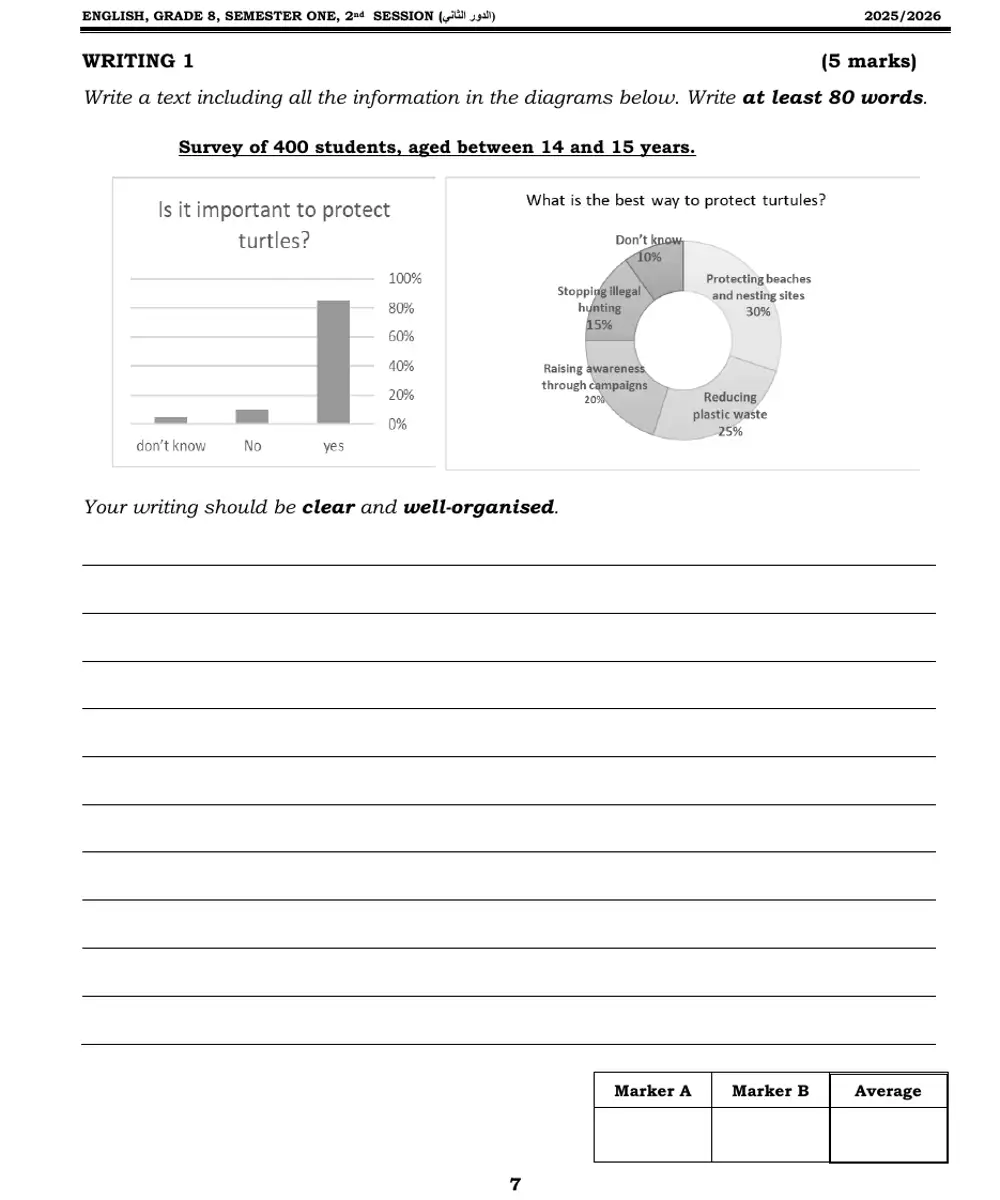 ENGLISH, GRADE 8, SEMESTER ONE, 2nd SESSION (الدور الثاني) 2025/2026
WRITING 1 (5 marks)
Write a text including all the information in the diagrams below. Write at least 80 words.
Survey of 400 students, aged between 14 and 15 years.
Is it important to protect
turtles?
100%
80%
60%
40%
20%
0%
don't know No yes
What is the best way to protect turtules?
Don't know
10%
Protecting beaches
and nesting sites
30%
Stopping illegal
hunting
15%
Raising awareness
through campaigns
20%
Reducing
plastic waste
25%
Your writing should be clear and well-organised.
Marker A Marker B Average
7